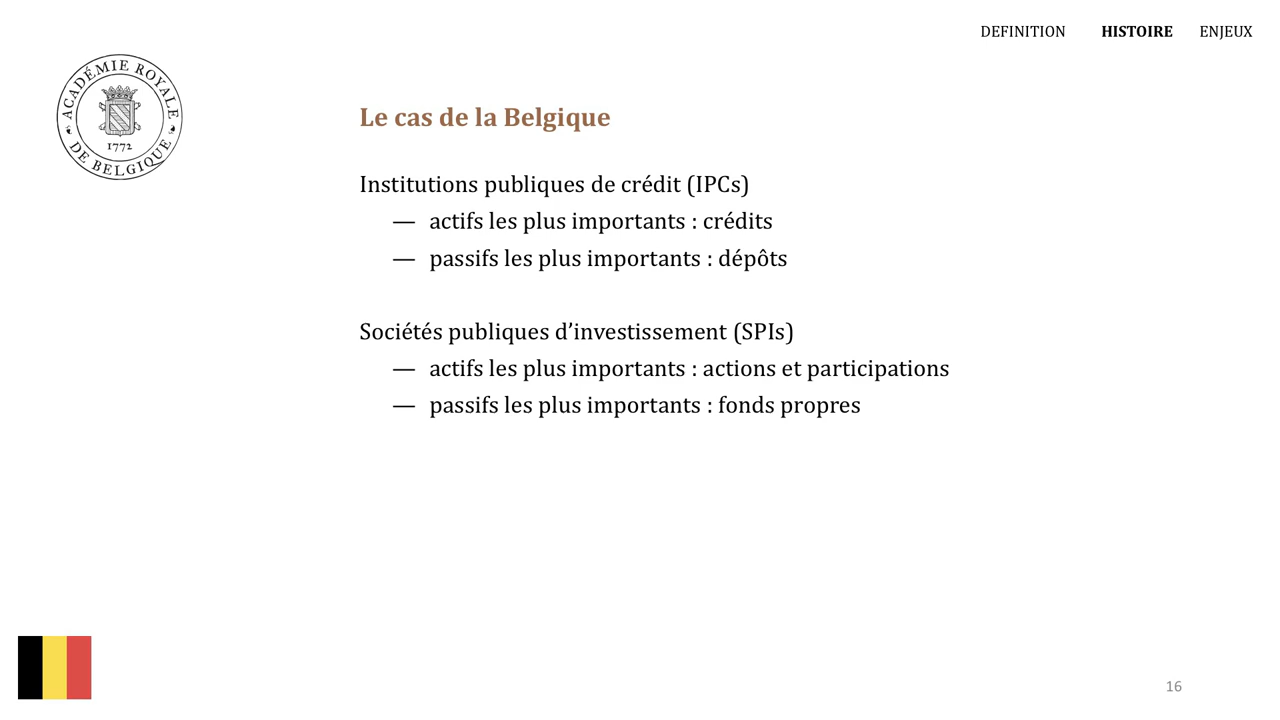 DEFINITION HISTOIRE ENJEUX
ACADÉMIE ROYALE
DE BELGIQUE
1772
Le cas de la Belgique
Institutions publiques de crédit (IPCs)
— actifs les plus importants : crédits
— passifs les plus importants : dépôts
Sociétés publiques d’investissement (SPIs)
— actifs les plus importants : actions et participations
— passifs les plus importants : fonds propres
16